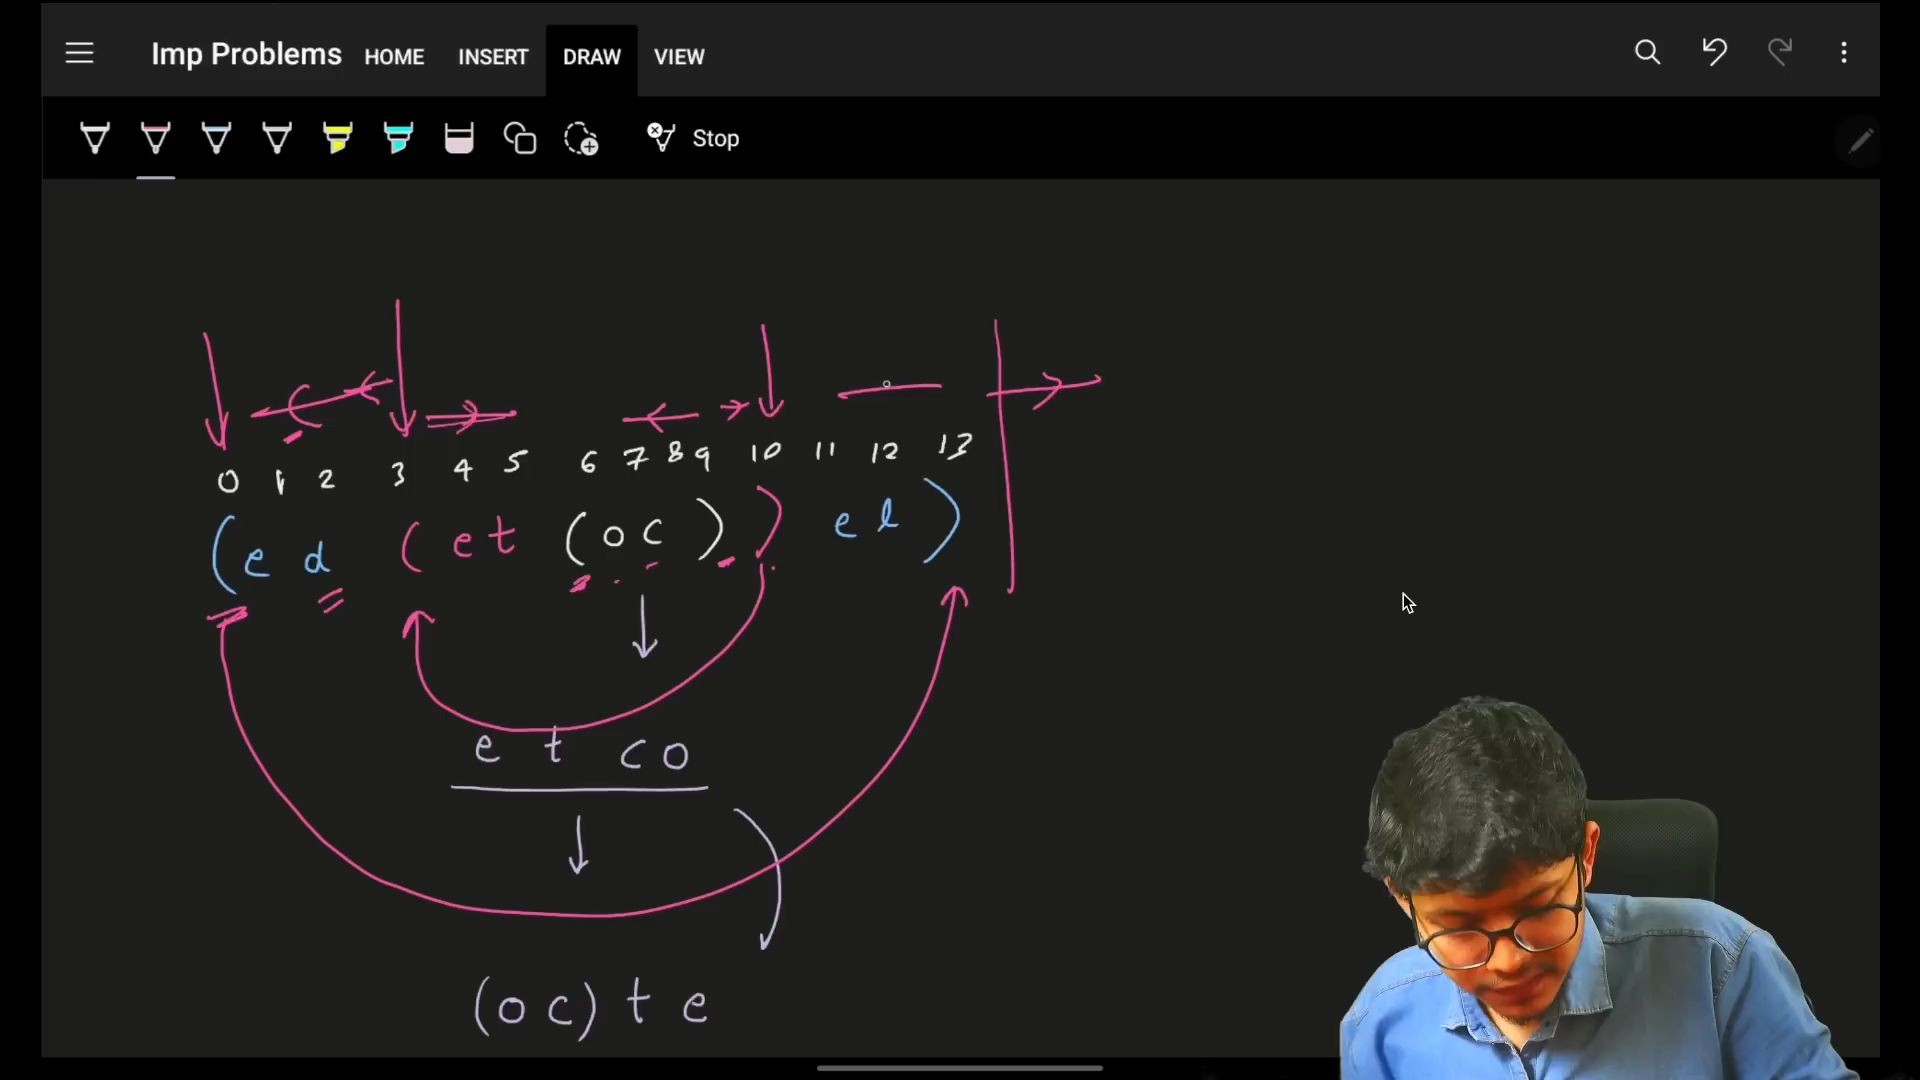 Imp Problems HOME INSERT DRAW VIEW
Stop
0 1 2 3 4 5 6 7 8 9 10 11 12 13
( e d ( e t ( o c ) ) e l )
e t c o
( o c ) t e